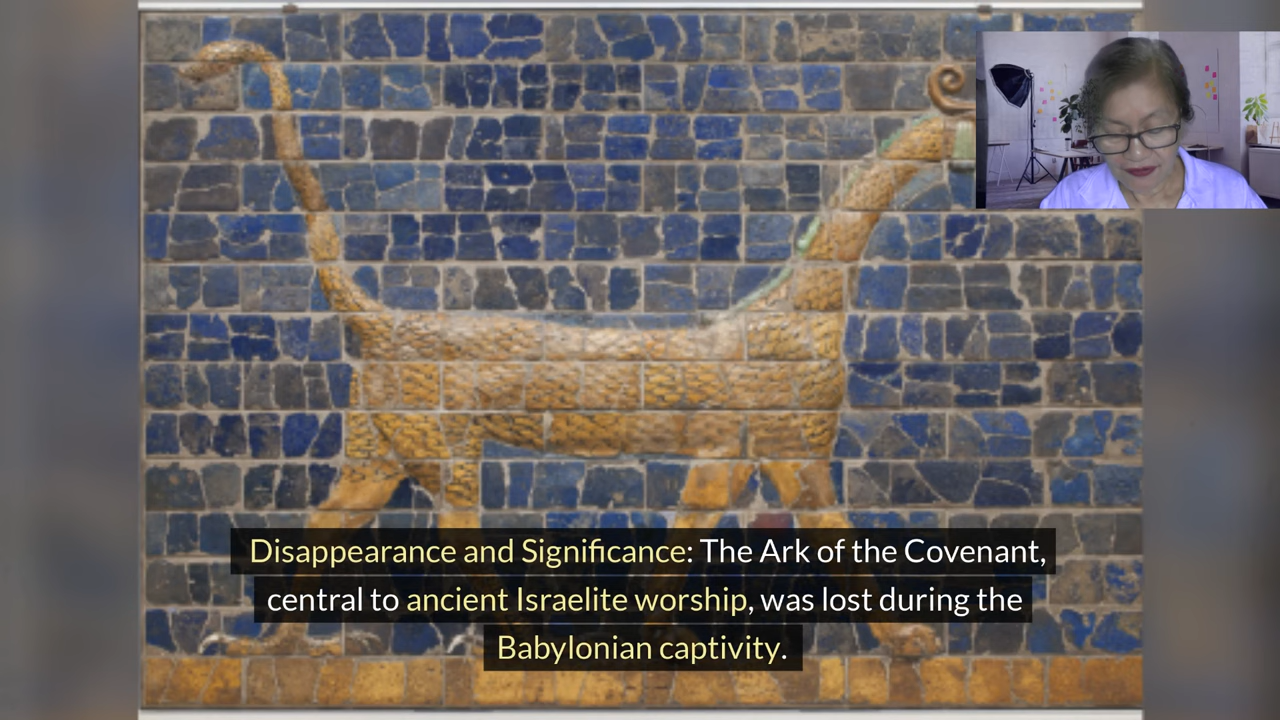 Disappearance and Significance: The Ark of the Covenant,
central to ancient Israelite worship, was lost during the
Babylonian captivity.